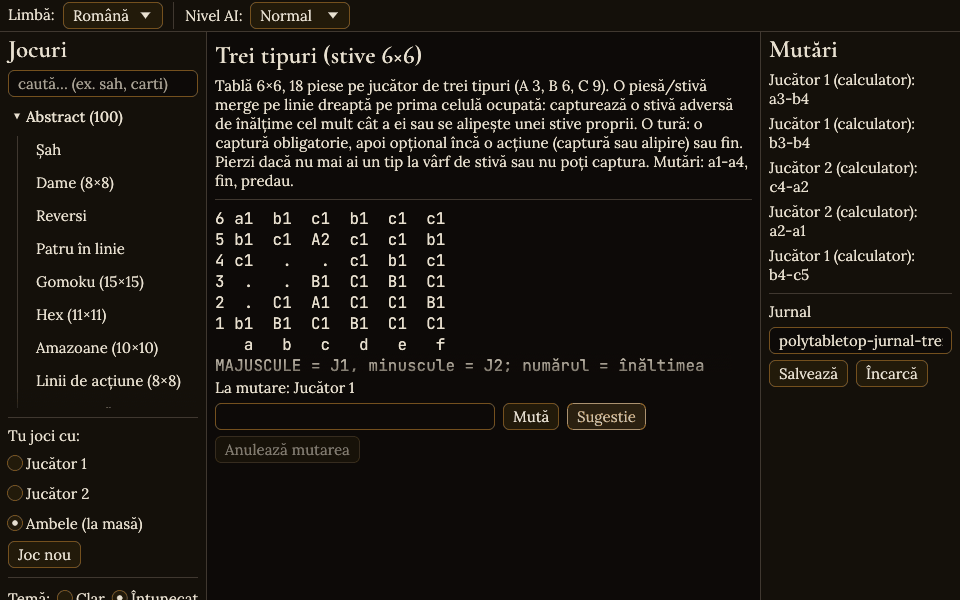 Limbă: Română Nivel AI: Normal
Jocuri
caută... (ex. sah, carti)
Abstract (100)
Șah
Dame (8×8)
Reversi
Patru în linie
Gomoku (15×15)
Hex (11×11)
Amazoane (10×10)
Linii de acțiune (8×8)
Tu joci cu:
Jucător 1
Jucător 2
Ambele (la masă)
Joc nou
Temă: Clar Întunecat
Trei tipuri (stive 6×6)
Tablă 6×6, 18 piese pe jucător de trei tipuri (A 3, B 6, C 9). O piesă/stivă
merge pe linie dreaptă pe prima celulă ocupată: capturează o stivă adversă
de înălțime cel mult cât a ei sau se alipește unei stive proprii. O tură: o
captură obligatorie, apoi opțional încă o acțiune (captură sau alipire) sau fin.
Pierzi dacă nu mai ai un tip la vârf de stivă sau nu poți captura. Mutări: a1-a4,
fin, predau.
6 a1 b1 c1 b1 c1 c1
5 b1 c1 A2 c1 c1 b1
4 c1 . . c1 b1 c1
3 . . B1 C1 B1 C1
2 . C1 A1 C1 C1 B1
1 b1 B1 C1 B1 C1 C1
a b c d e f
MAJUSCULE = J1, minuscule = J2; numărul = înălțimea
La mutare: Jucător 1
Mută Sugestie
Anulează mutarea
Mutări
Jucător 1 (calculator):
a3-b4
Jucător 1 (calculator):
b3-b4
Jucător 2 (calculator):
c4-a2
Jucător 2 (calculator):
a2-a1
Jucător 1 (calculator):
b4-c5
Jurnal
polytabletop-jurnal-tre
Salvează Încarcă